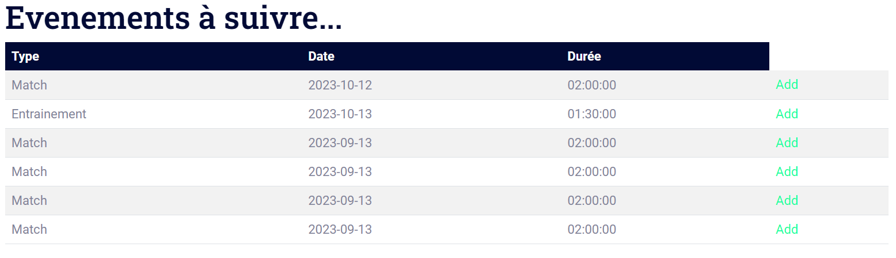 Evenements à suivre...
Type Date Durée
Match 2023-10-12 02:00:00 Add
Entrainement 2023-10-13 01:30:00 Add
Match 2023-09-13 02:00:00 Add
Match 2023-09-13 02:00:00 Add
Match 2023-09-13 02:00:00 Add
Match 2023-09-13 02:00:00 Add